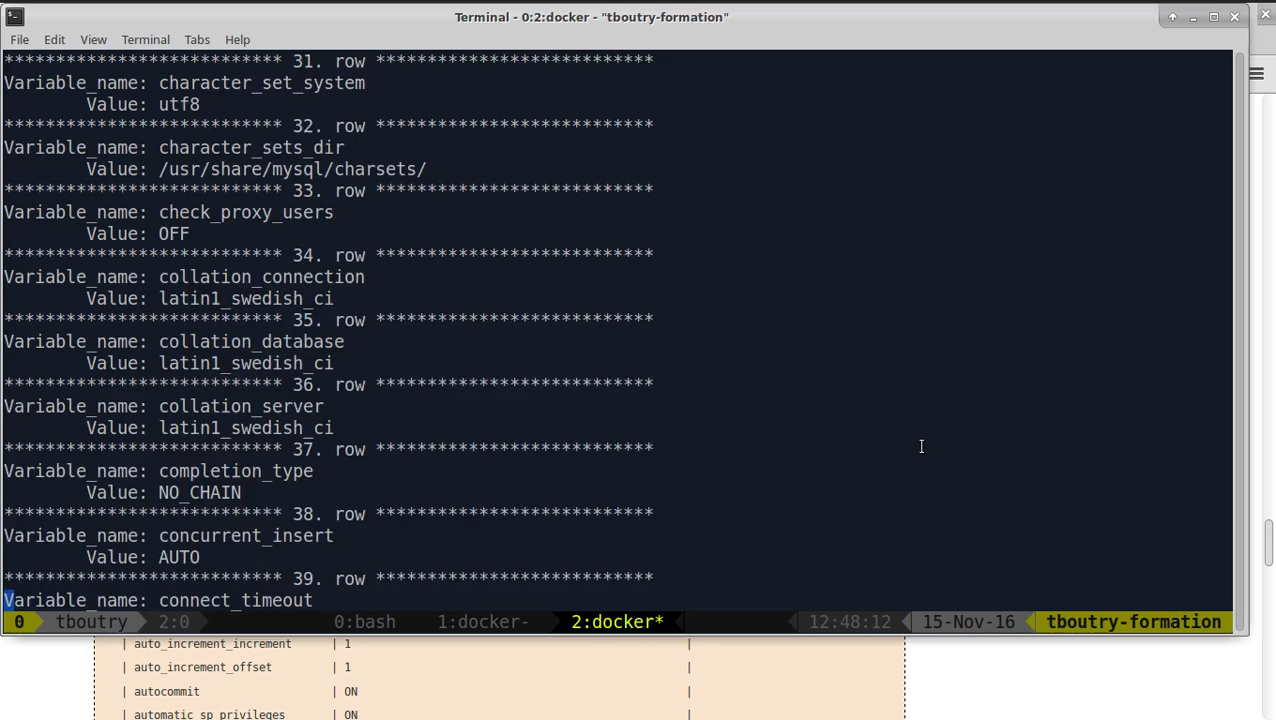 Terminal - 0:2:docker - "tboutry-formation"
File Edit View Terminal Tabs Help
*************************** 31. row ***************************
Variable_name: character_set_system
Value: utf8
*************************** 32. row ***************************
Variable_name: character_sets_dir
Value: /usr/share/mysql/charsets/
*************************** 33. row ***************************
Variable_name: check_proxy_users
Value: OFF
*************************** 34. row ***************************
Variable_name: collation_connection
Value: latin1_swedish_ci
*************************** 35. row ***************************
Variable_name: collation_database
Value: latin1_swedish_ci
*************************** 36. row ***************************
Variable_name: collation_server
Value: latin1_swedish_ci
*************************** 37. row ***************************
Variable_name: completion_type
Value: NO_CHAIN
*************************** 38. row ***************************
Variable_name: concurrent_insert
Value: AUTO
*************************** 39. row ***************************
Variable_name: connect_timeout
0 tboutry 2:0 0:bash 1:docker- 2:docker* 12:48:12 15-Nov-16 tboutry-formation
| auto_increment_increment | 1 |
| auto_increment_offset | 1 |
| autocommit | ON |
| automatic_sp_privileges | ON |